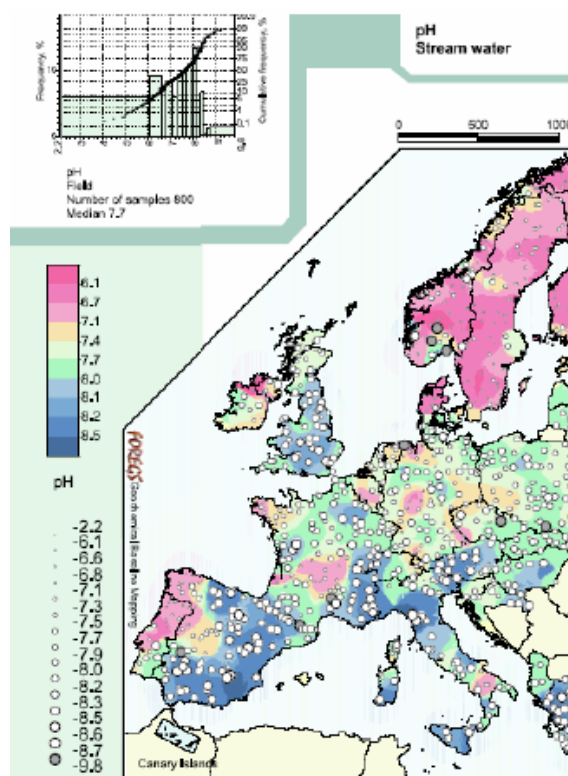 pH
Stream water
Frequency, %
Cumulative frequency, %
0 500 1000
pH
Field
Number of samples 800
Median 7.7
6.1
6.7
7.1
7.4
7.7
8.0
8.1
8.2
8.5
pH
-2.2
-6.1
-6.6
-6.8
-7.1
-7.3
-7.5
-7.7
-7.9
-8.0
-8.2
-8.3
-8.5
-8.6
-8.7
-9.8
FOREGS Geochemical Baseline Mapping
Canary Islands